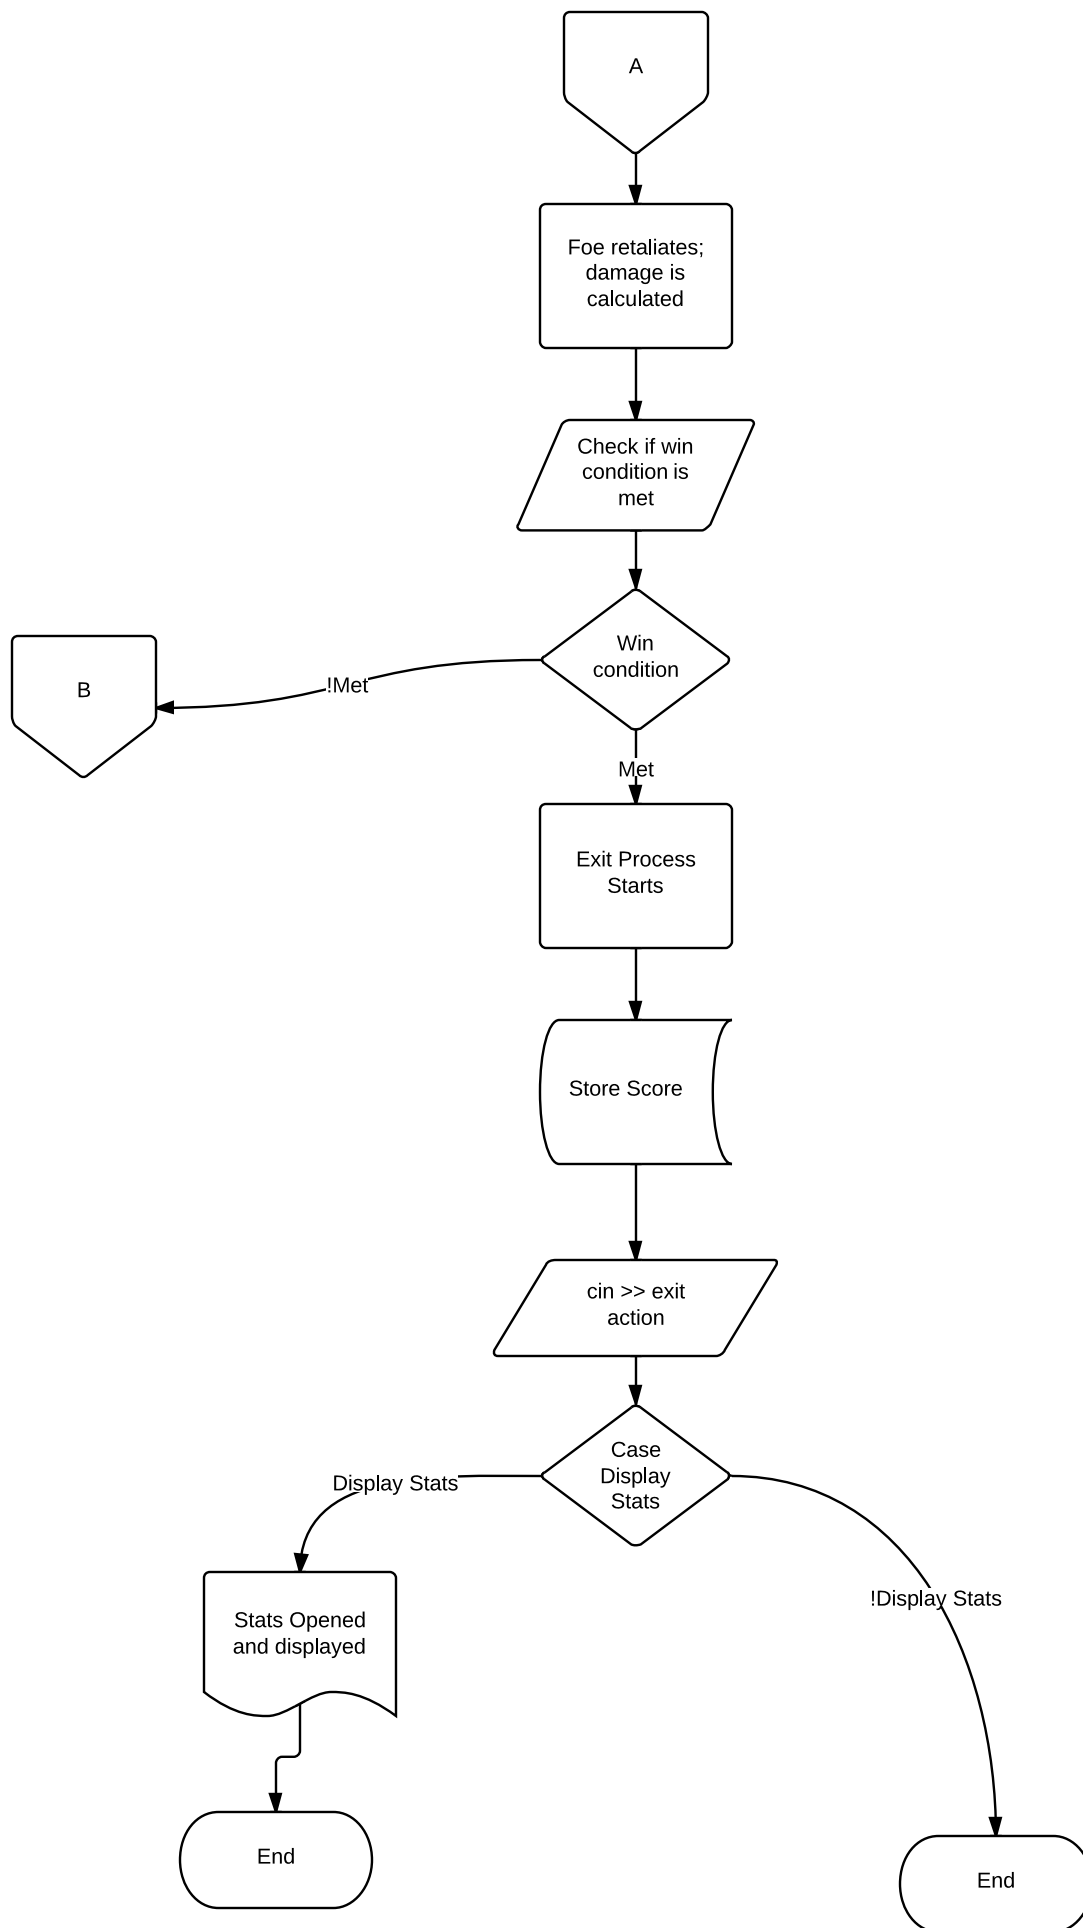 A
Foe retaliates;
damage is
calculated
Check if win
condition is
met
Win
condition
!Met
B
Met
Exit Process
Starts
Store Score
cin >> exit
action
Case
Display
Stats
Display Stats
!Display Stats
Stats Opened
and displayed
End
End